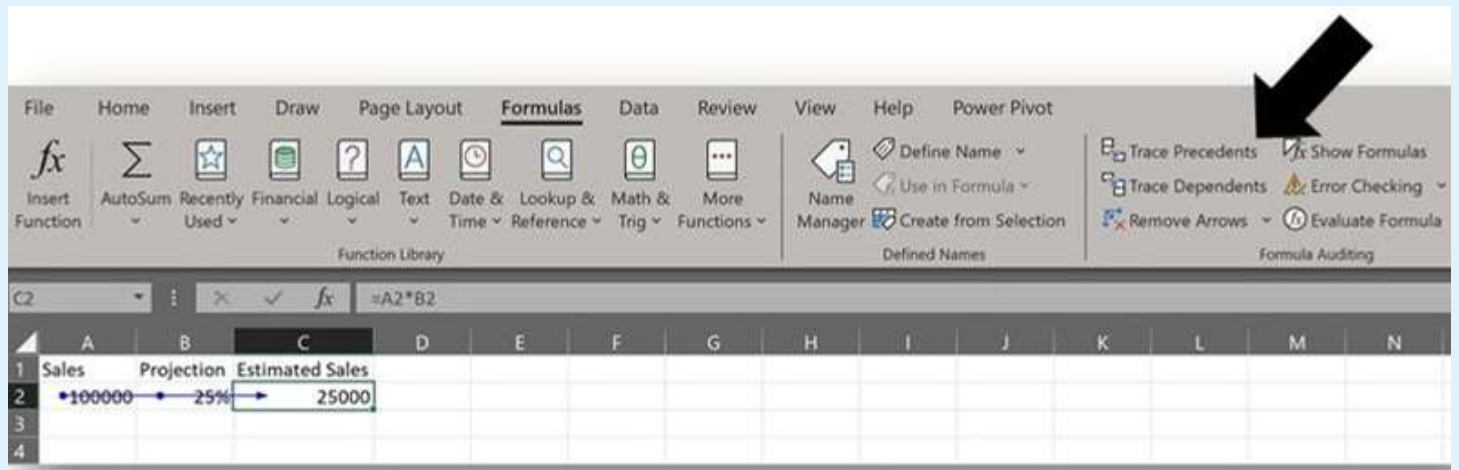 File Home Insert Draw Page Layout Formulas Data Review View Help Power Pivot
fx Σ ? A θ Define Name Trace Precedents fx Show Formulas
Insert AutoSum Recently Financial Logical Text Date & Lookup & Math & More Name Use in Formula Trace Dependents Error Checking
Function Used Time Reference Trig Functions Manager Create from Selection Remove Arrows fx Evaluate Formula
Function Library Defined Names Formula Auditing
C2 fx =A2*B2
A B C D E F G H I J K L M N
1 Sales Projection Estimated Sales
2 100000 25% 25000
3
4